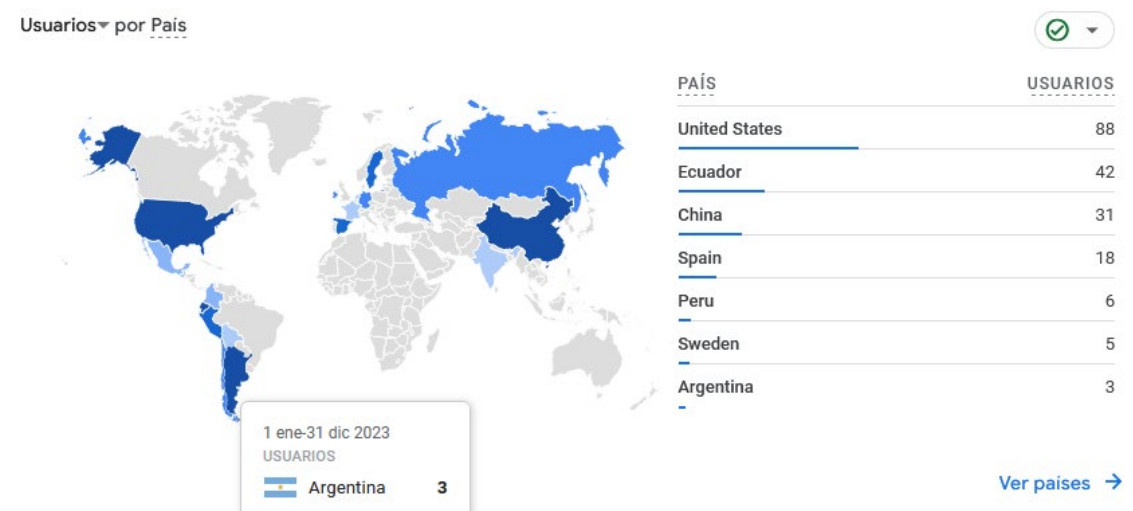 Usuarios por País
PAÍS USUARIOS
United States 88
Ecuador 42
China 31
Spain 18
Peru 6
Sweden 5
Argentina 3
1 ene-31 dic 2023
USUARIOS
Argentina 3
Ver países